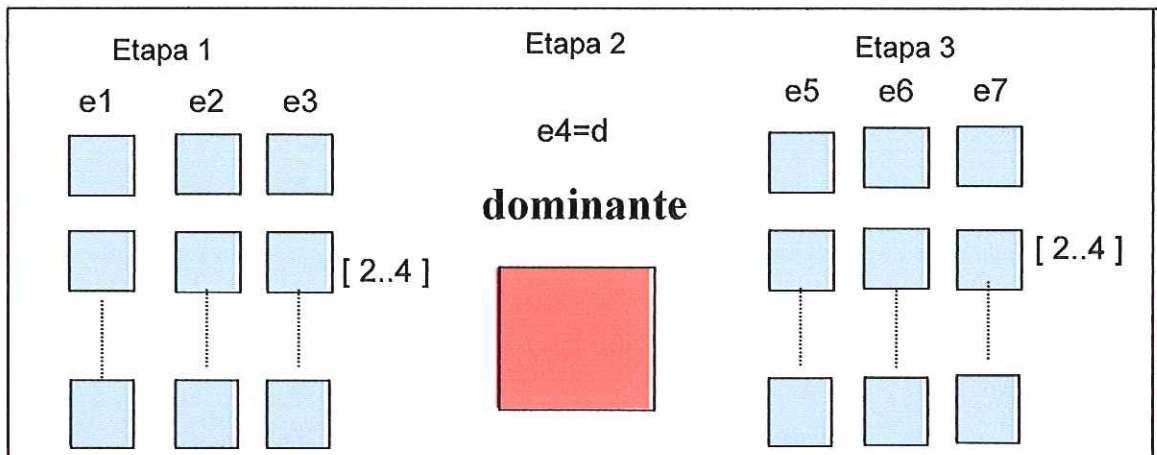 Etapa 1
Etapa 2
Etapa 3
e1 e2 e3
e4=d
e5 e6 e7
dominante
[ 2..4 ]
[ 2..4 ]